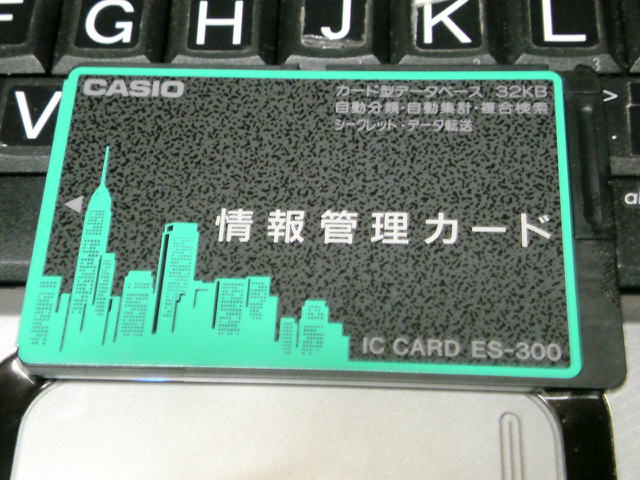 F G H J K L
V
CASIO
カード型データベース 32KB
自動分類・自動集計・複合検索
シークレット・データ転送
情報管理カード
IC CARD ES-300
>